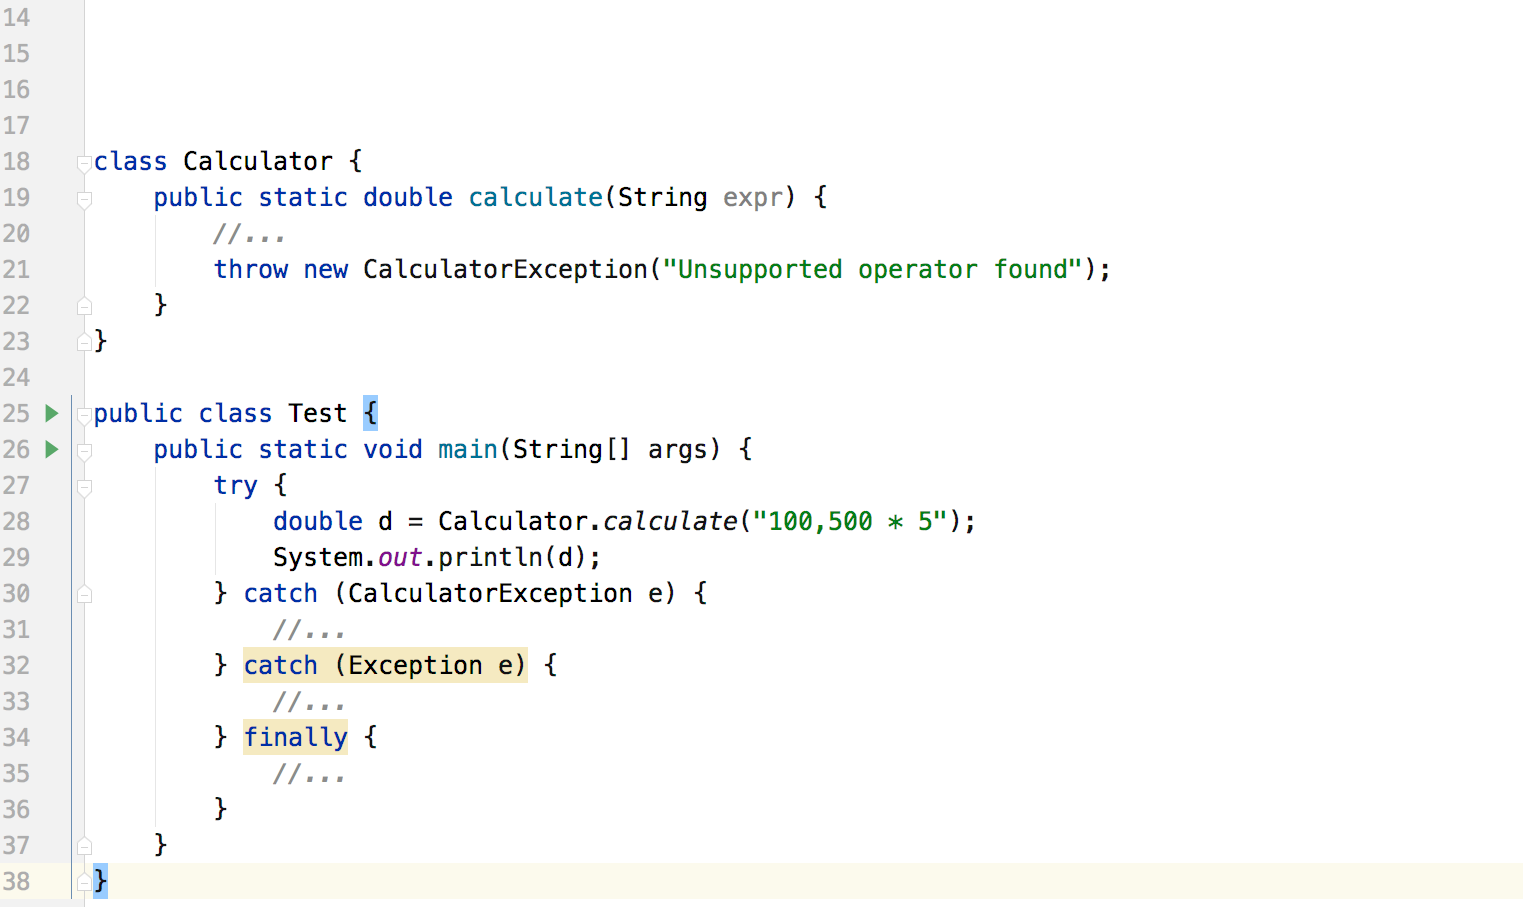 14
15
16
17
18 class Calculator {
19     public static double calculate(String expr) {
20         //...
21         throw new CalculatorException("Unsupported operator found");
22     }
23 }
24
25 public class Test {
26     public static void main(String[] args) {
27         try {
28             double d = Calculator.calculate("100,500 * 5");
29             System.out.println(d);
30         } catch (CalculatorException e) {
31             //...
32         } catch (Exception e) {
33             //...
34         } finally {
35             //...
36         }
37     }
38 }